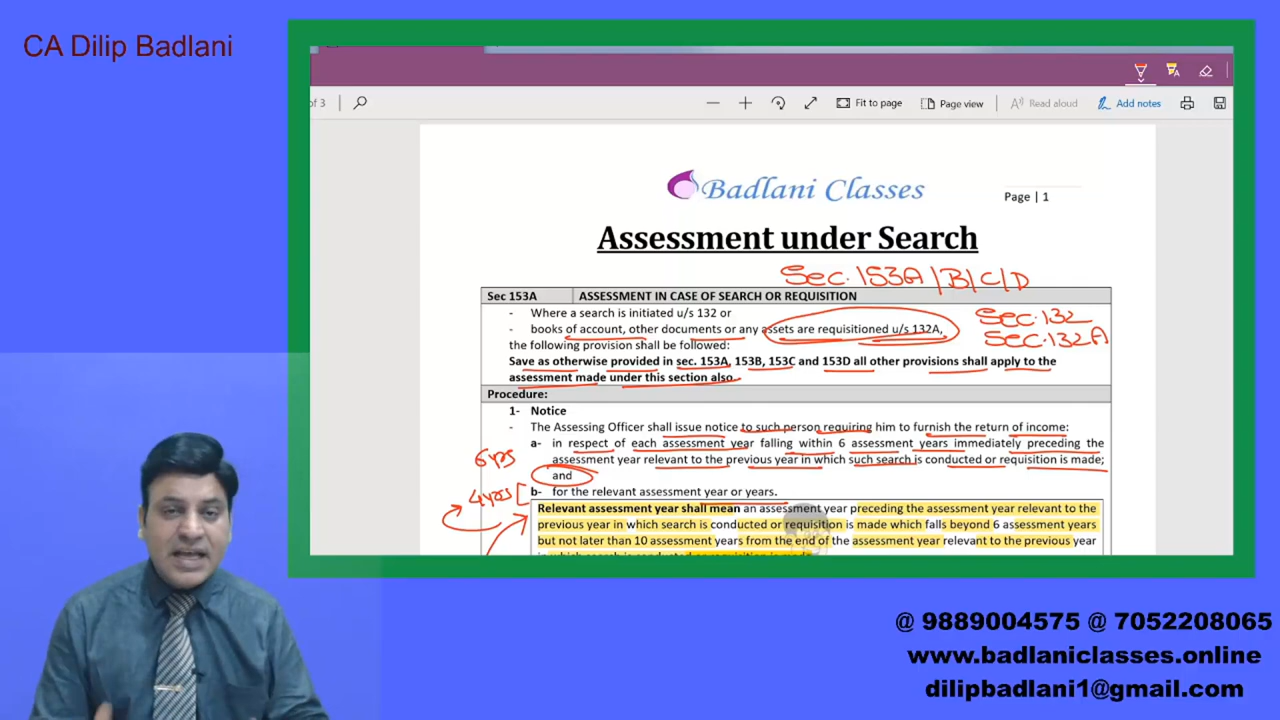 CA Dilip Badlani
of 3
Fit to page
Page view
Read aloud
Add notes
Badlani Classes
Page | 1
Assessment under Search
Sec.153A/B/C/D
Sec 153A ASSESSMENT IN CASE OF SEARCH OR REQUISITION
- Where a search is initiated u/s 132 or
Sec.132
- books of account, other documents or any assets are requisitioned u/s 132A,
Sec.132A
the following provision shall be followed:
Save as otherwise provided in sec. 153A, 153B, 153C and 153D all other provisions shall apply to the
assessment made under this section also.
Procedure:
1- Notice
- The Assessing Officer shall issue notice to such person requiring him to furnish the return of income:
a- in respect of each assessment year falling within 6 assessment years immediately preceding the
6yrs
assessment year relevant to the previous year in which such search is conducted or requisition is made;
and
4yrs
b- for the relevant assessment year or years.
Relevant assessment year shall mean an assessment year preceding the assessment year relevant to the
previous year in which search is conducted or requisition is made which falls beyond 6 assessment years
but not later than 10 assessment years from the end of the assessment year relevant to the previous year
in which search is conducted or requisition is made
@ 9889004575 @ 7052208065
www.badlaniclasses.online
dilipbadlani1@gmail.com